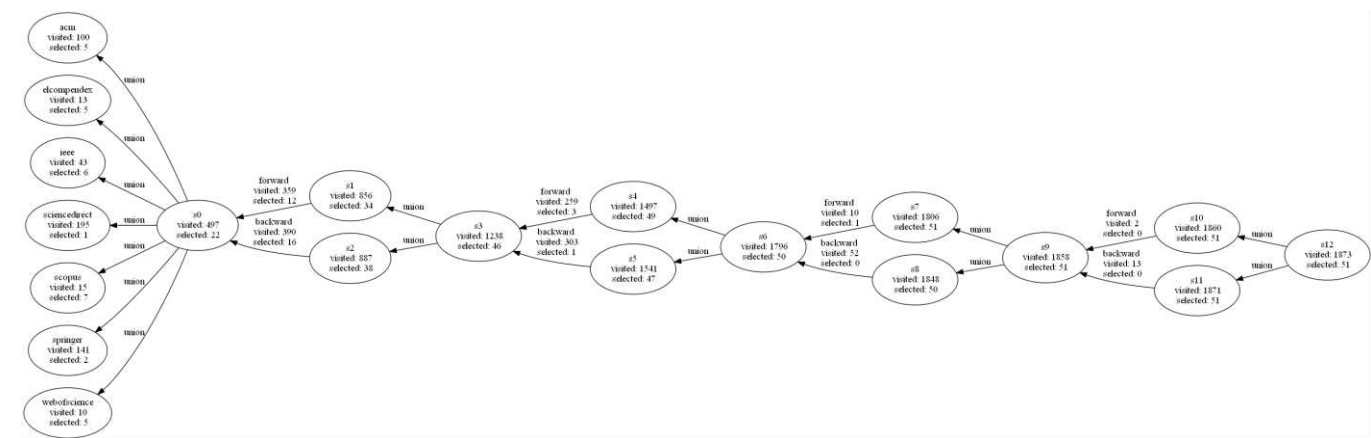 acm
visited: 100
selected: 5
union
elcompendex
visited: 13
selected: 5
union
ieee
visited: 43
selected: 6
union
sciencedirect
visited: 195
selected: 1
union
scopus
visited: 15
selected: 7
union
springer
visited: 141
selected: 2
union
webofscience
visited: 10
selected: 5
union
s0
visited: 497
selected: 22
forward
visited: 359
selected: 12
backward
visited: 390
selected: 16
s1
visited: 856
selected: 34
s2
visited: 887
selected: 38
union
union
s3
visited: 1238
selected: 46
forward
visited: 259
selected: 3
backward
visited: 303
selected: 1
s4
visited: 1497
selected: 49
s5
visited: 1541
selected: 47
union
union
s6
visited: 1796
selected: 50
forward
visited: 10
selected: 1
backward
visited: 52
selected: 0
s7
visited: 1806
selected: 51
s8
visited: 1848
selected: 50
union
union
s9
visited: 1858
selected: 51
forward
visited: 2
selected: 0
backward
visited: 13
selected: 0
s10
visited: 1860
selected: 51
s11
visited: 1871
selected: 51
union
union
s12
visited: 1873
selected: 51